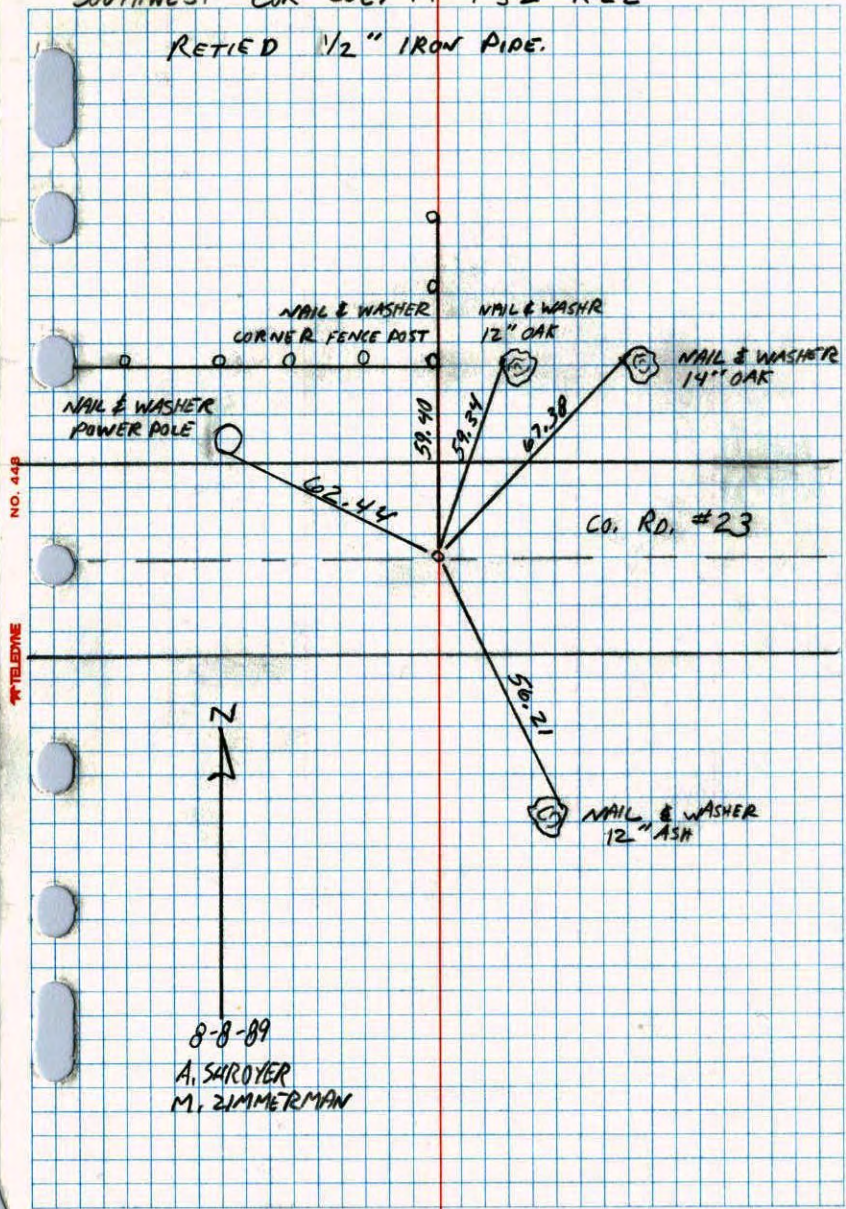 RETIED 1/2" IRON PIPE.
NAIL & WASHER
CORNER FENCE POST
NAIL & WASHR
12" OAK
NAIL & WASHER
14" OAK
NAIL & WASHER
POWER POLE
59.40
59.34
67.38
62.44
CO. RD. #23
56.21
NAIL & WASHER
12" ASH
N
8-8-89
A. SHROYER
M. ZIMMERMAN
NO. 448
TELEDYNE